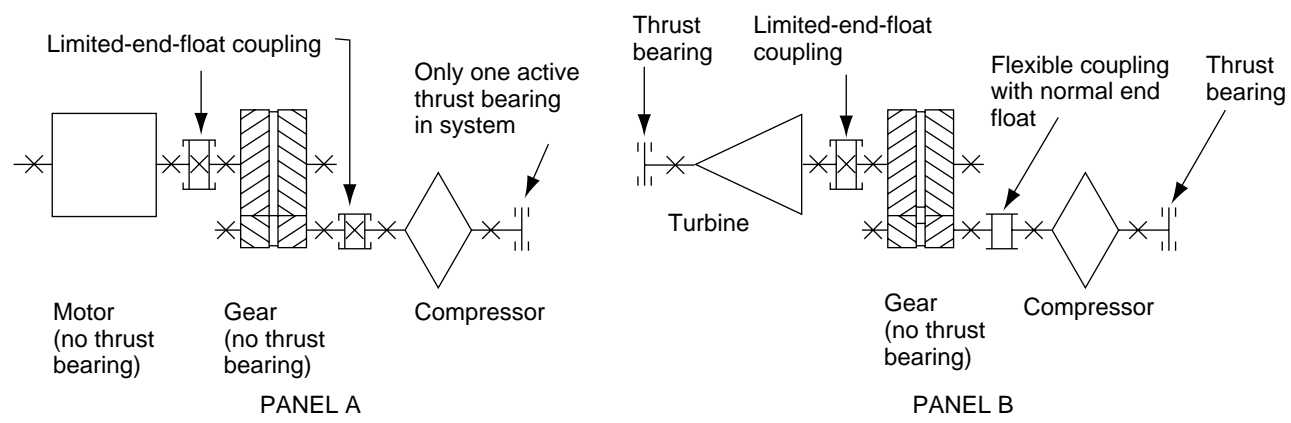 Limited-end-float coupling
Only one active
thrust bearing
in system
Motor
(no thrust
bearing)
Gear
(no thrust
bearing)
Compressor
PANEL A
Thrust
bearing
Limited-end-float
coupling
Flexible coupling
with normal end
float
Thrust
bearing
Turbine
Gear
(no thrust
bearing)
Compressor
PANEL B